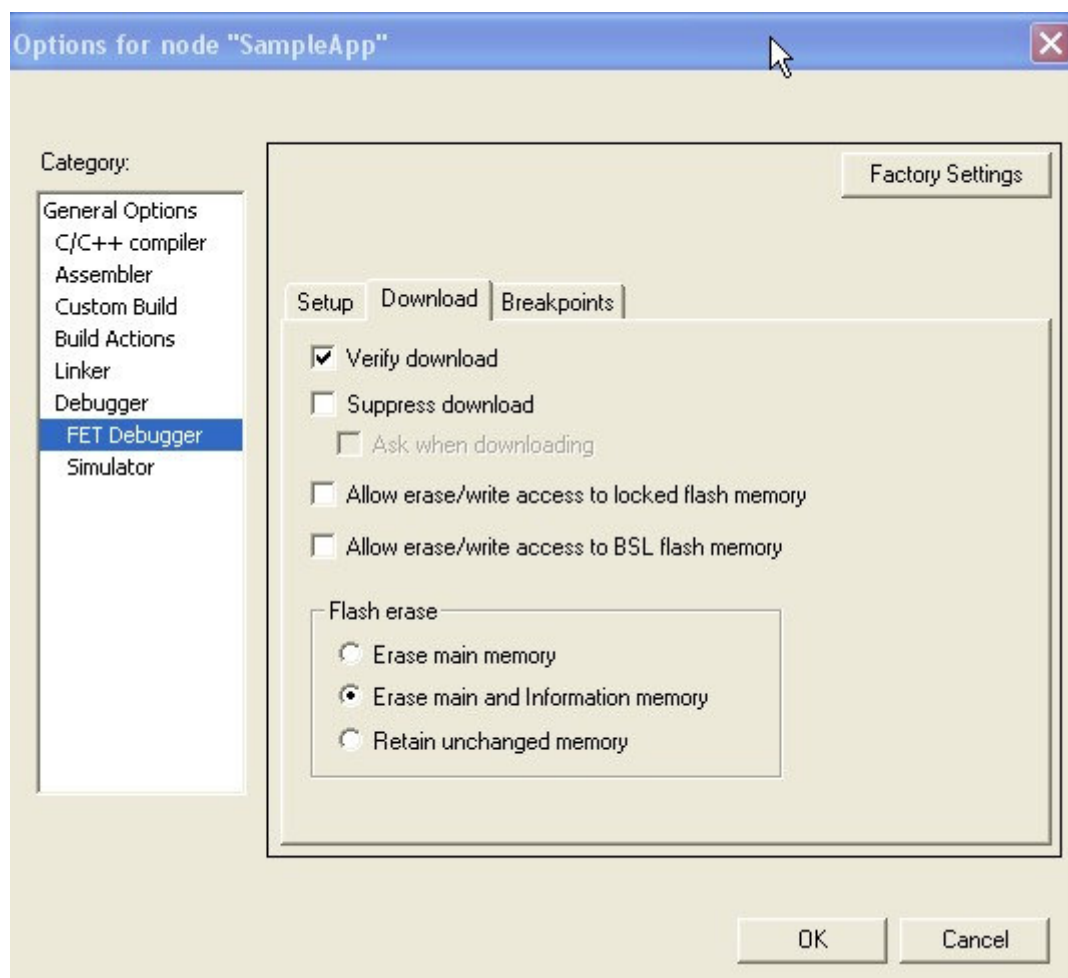 Options for node "SampleApp"
Category:
Factory Settings
General Options
C/C++ compiler
Assembler
Custom Build
Build Actions
Linker
Debugger
FET Debugger
Simulator
Setup Download Breakpoints
Verify download
Suppress download
Ask when downloading
Allow erase/write access to locked flash memory
Allow erase/write access to BSL flash memory
Flash erase
Erase main memory
Erase main and Information memory
Retain unchanged memory
OK Cancel